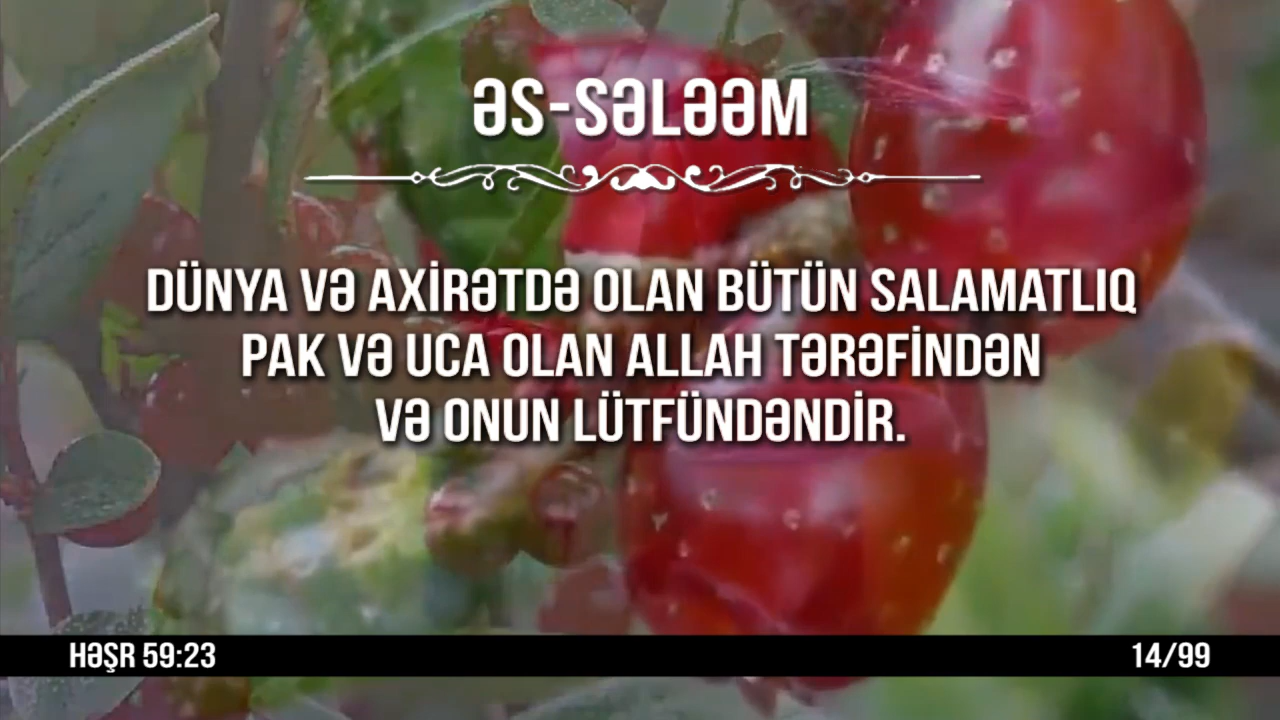 ƏS-SƏLƏƏM
DÜNYA VƏ AXİRƏTDƏ OLAN BÜTÜN SALAMATLIQ
PAK VƏ UCA OLAN ALLAH TƏRƏFİNDƏN
VƏ ONUN LÜTFÜNDƏNDİR.
HƏŞR 59:23
14/99